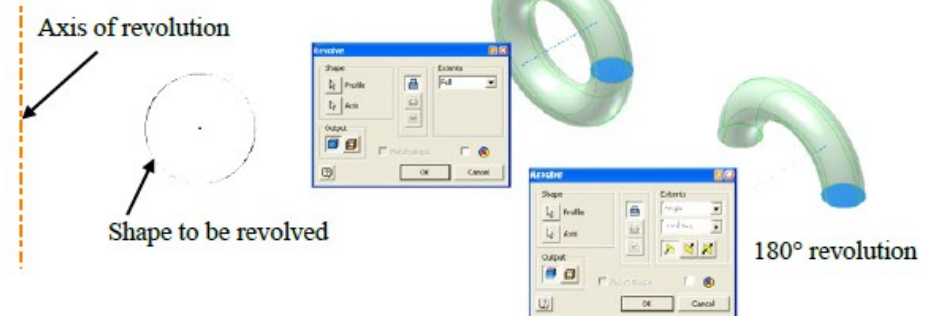 Axis of revolution
Shape to be revolved
Revolve
Shape
Profile
Axis
Extents
Full
Output
OK
Cancel
Revolve
Shape
Profile
Axis
Extents
Angle
Output
OK
Cancel
180° revolution